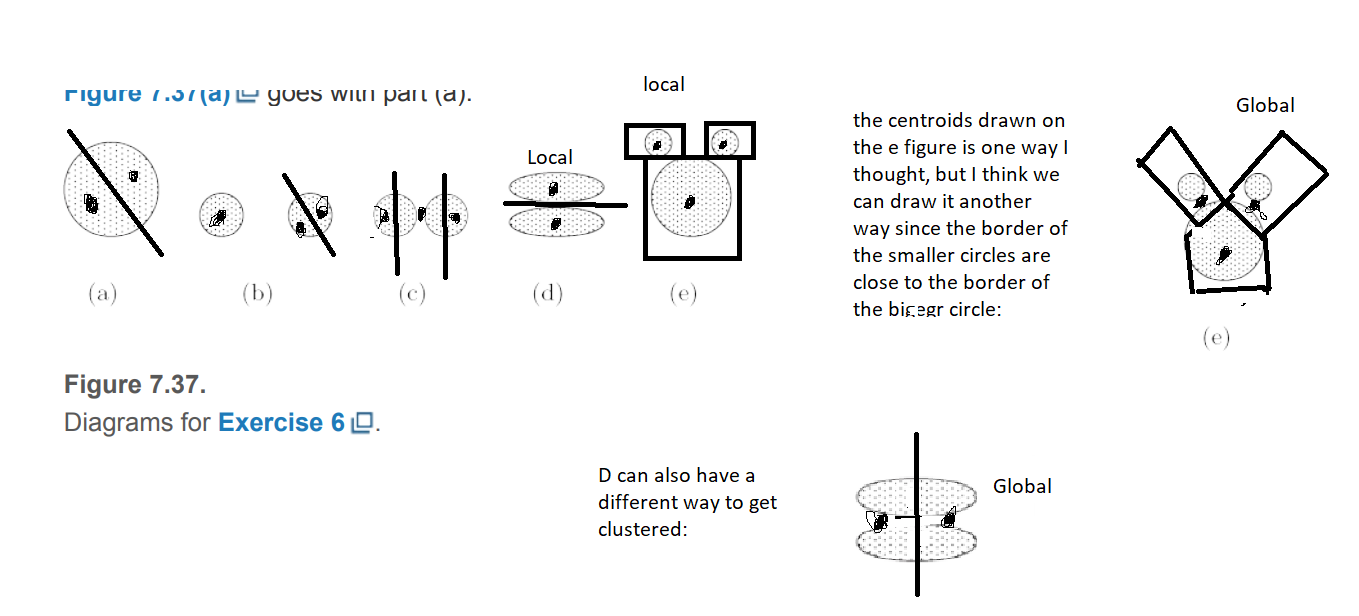 local
Figure 7.37(a) goes with part (a).
Global
the centroids drawn on
the e figure is one way I
thought, but I think we
can draw it another
way since the border of
the smaller circles are
close to the border of
the bigegr circle:
Local
(a)
(b)
(c)
(d)
(e)
(e)
Figure 7.37.
Diagrams for Exercise 6.
D can also have a
different way to get
clustered:
Global